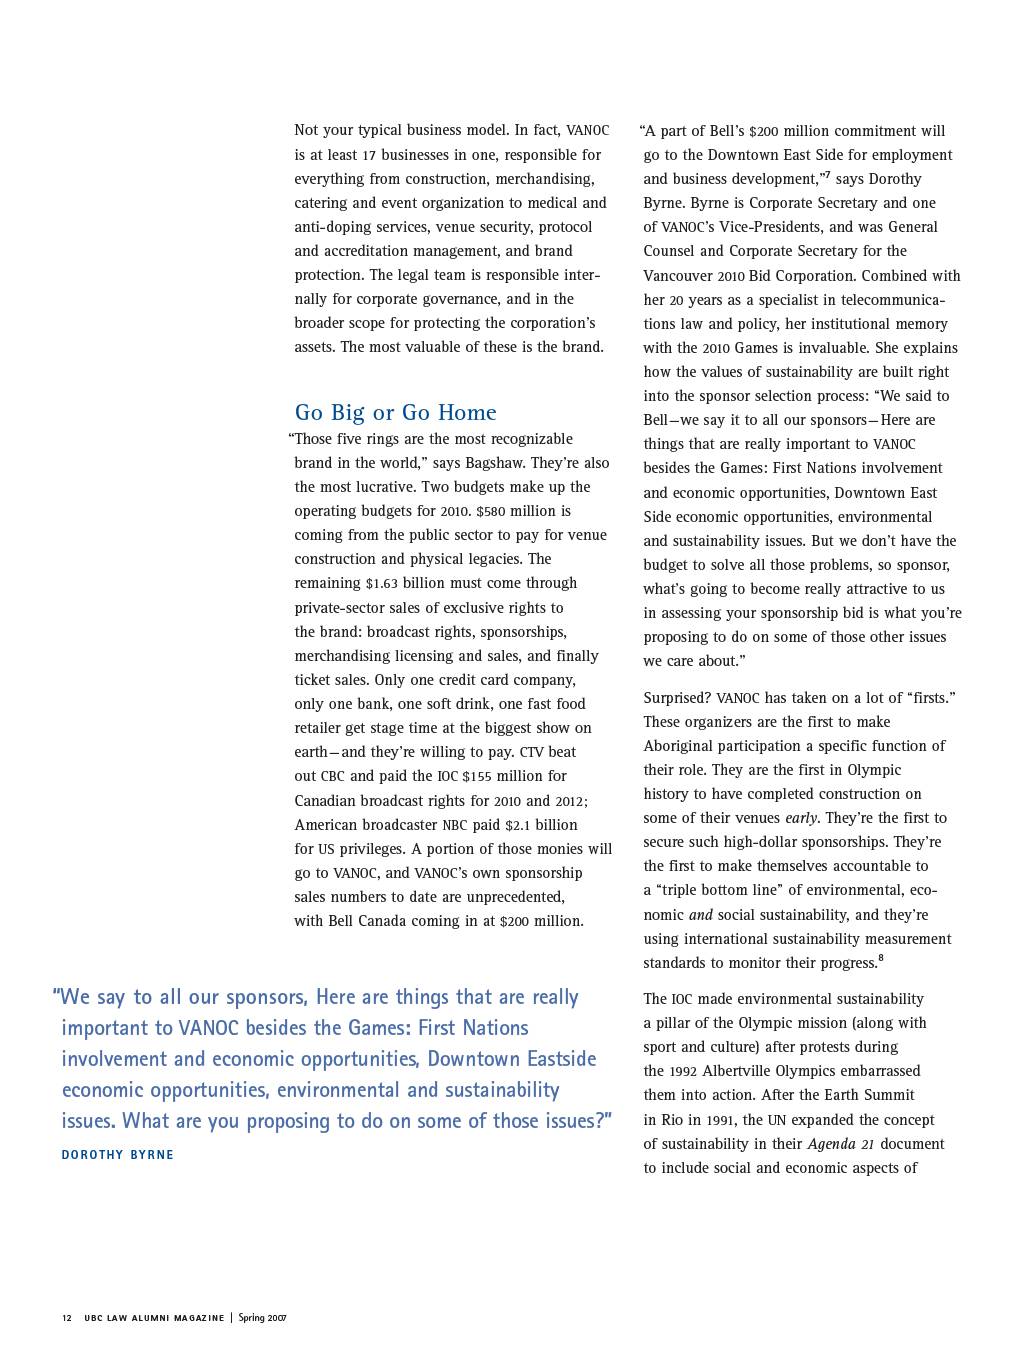 Not your typical business model. In fact, VANOC
is at least 17 businesses in one, responsible for
everything from construction, merchandising,
catering and event organization to medical and
anti-doping services, venue security, protocol
and accreditation management, and brand
protection. The legal team is responsible inter-
nally for corporate governance, and in the
broader scope for protecting the corporation's
assets. The most valuable of these is the brand.
Go Big or Go Home
“Those five rings are the most recognizable
brand in the world,” says Bagshaw. They're also
the most lucrative. Two budgets make up the
operating budgets for 2010. $580 million is
coming from the public sector to pay for venue
construction and physical legacies. The
remaining $1.63 billion must come through
private-sector sales of exclusive rights to
the brand: broadcast rights, sponsorships,
merchandising licensing and sales, and finally
ticket sales. Only one credit card company,
only one bank, one soft drink, one fast food
retailer get stage time at the biggest show on
earth—and they're willing to pay. CTV beat
out CBC and paid the IOC $155 million for
Canadian broadcast rights for 2010 and 2012;
American broadcaster NBC paid $2.1 billion
for US privileges. A portion of those monies will
go to VANOC, and VANOC's own sponsorship
sales numbers to date are unprecedented,
with Bell Canada coming in at $200 million.
“We say to all our sponsors, Here are things that are really
important to VANOC besides the Games: First Nations
involvement and economic opportunities, Downtown Eastside
economic opportunities, environmental and sustainability
issues. What are you proposing to do on some of those issues?”
DOROTHY BYRNE
“A part of Bell's $200 million commitment will
go to the Downtown East Side for employment
and business development,”7 says Dorothy
Byrne. Byrne is Corporate Secretary and one
of VANOC's Vice-Presidents, and was General
Counsel and Corporate Secretary for the
Vancouver 2010 Bid Corporation. Combined with
her 20 years as a specialist in telecommunica-
tions law and policy, her institutional memory
with the 2010 Games is invaluable. She explains
how the values of sustainability are built right
into the sponsor selection process: “We said to
Bell—we say it to all our sponsors—Here are
things that are really important to VANOC
besides the Games: First Nations involvement
and economic opportunities, Downtown East
Side economic opportunities, environmental
and sustainability issues. But we don't have the
budget to solve all those problems, so sponsor,
what's going to become really attractive to us
in assessing your sponsorship bid is what you're
proposing to do on some of those other issues
we care about.”
Surprised? VANOC has taken on a lot of “firsts.”
These organizers are the first to make
Aboriginal participation a specific function of
their role. They are the first in Olympic
history to have completed construction on
some of their venues early. They're the first to
secure such high-dollar sponsorships. They're
the first to make themselves accountable to
a “triple bottom line” of environmental, eco-
nomic and social sustainability, and they're
using international sustainability measurement
standards to monitor their progress.8
The IOC made environmental sustainability
a pillar of the Olympic mission (along with
sport and culture) after protests during
the 1992 Albertville Olympics embarrassed
them into action. After the Earth Summit
in Rio in 1991, the UN expanded the concept
of sustainability in their Agenda 21 document
to include social and economic aspects of
12 UBC LAW ALUMNI MAGAZINE | Spring 2007